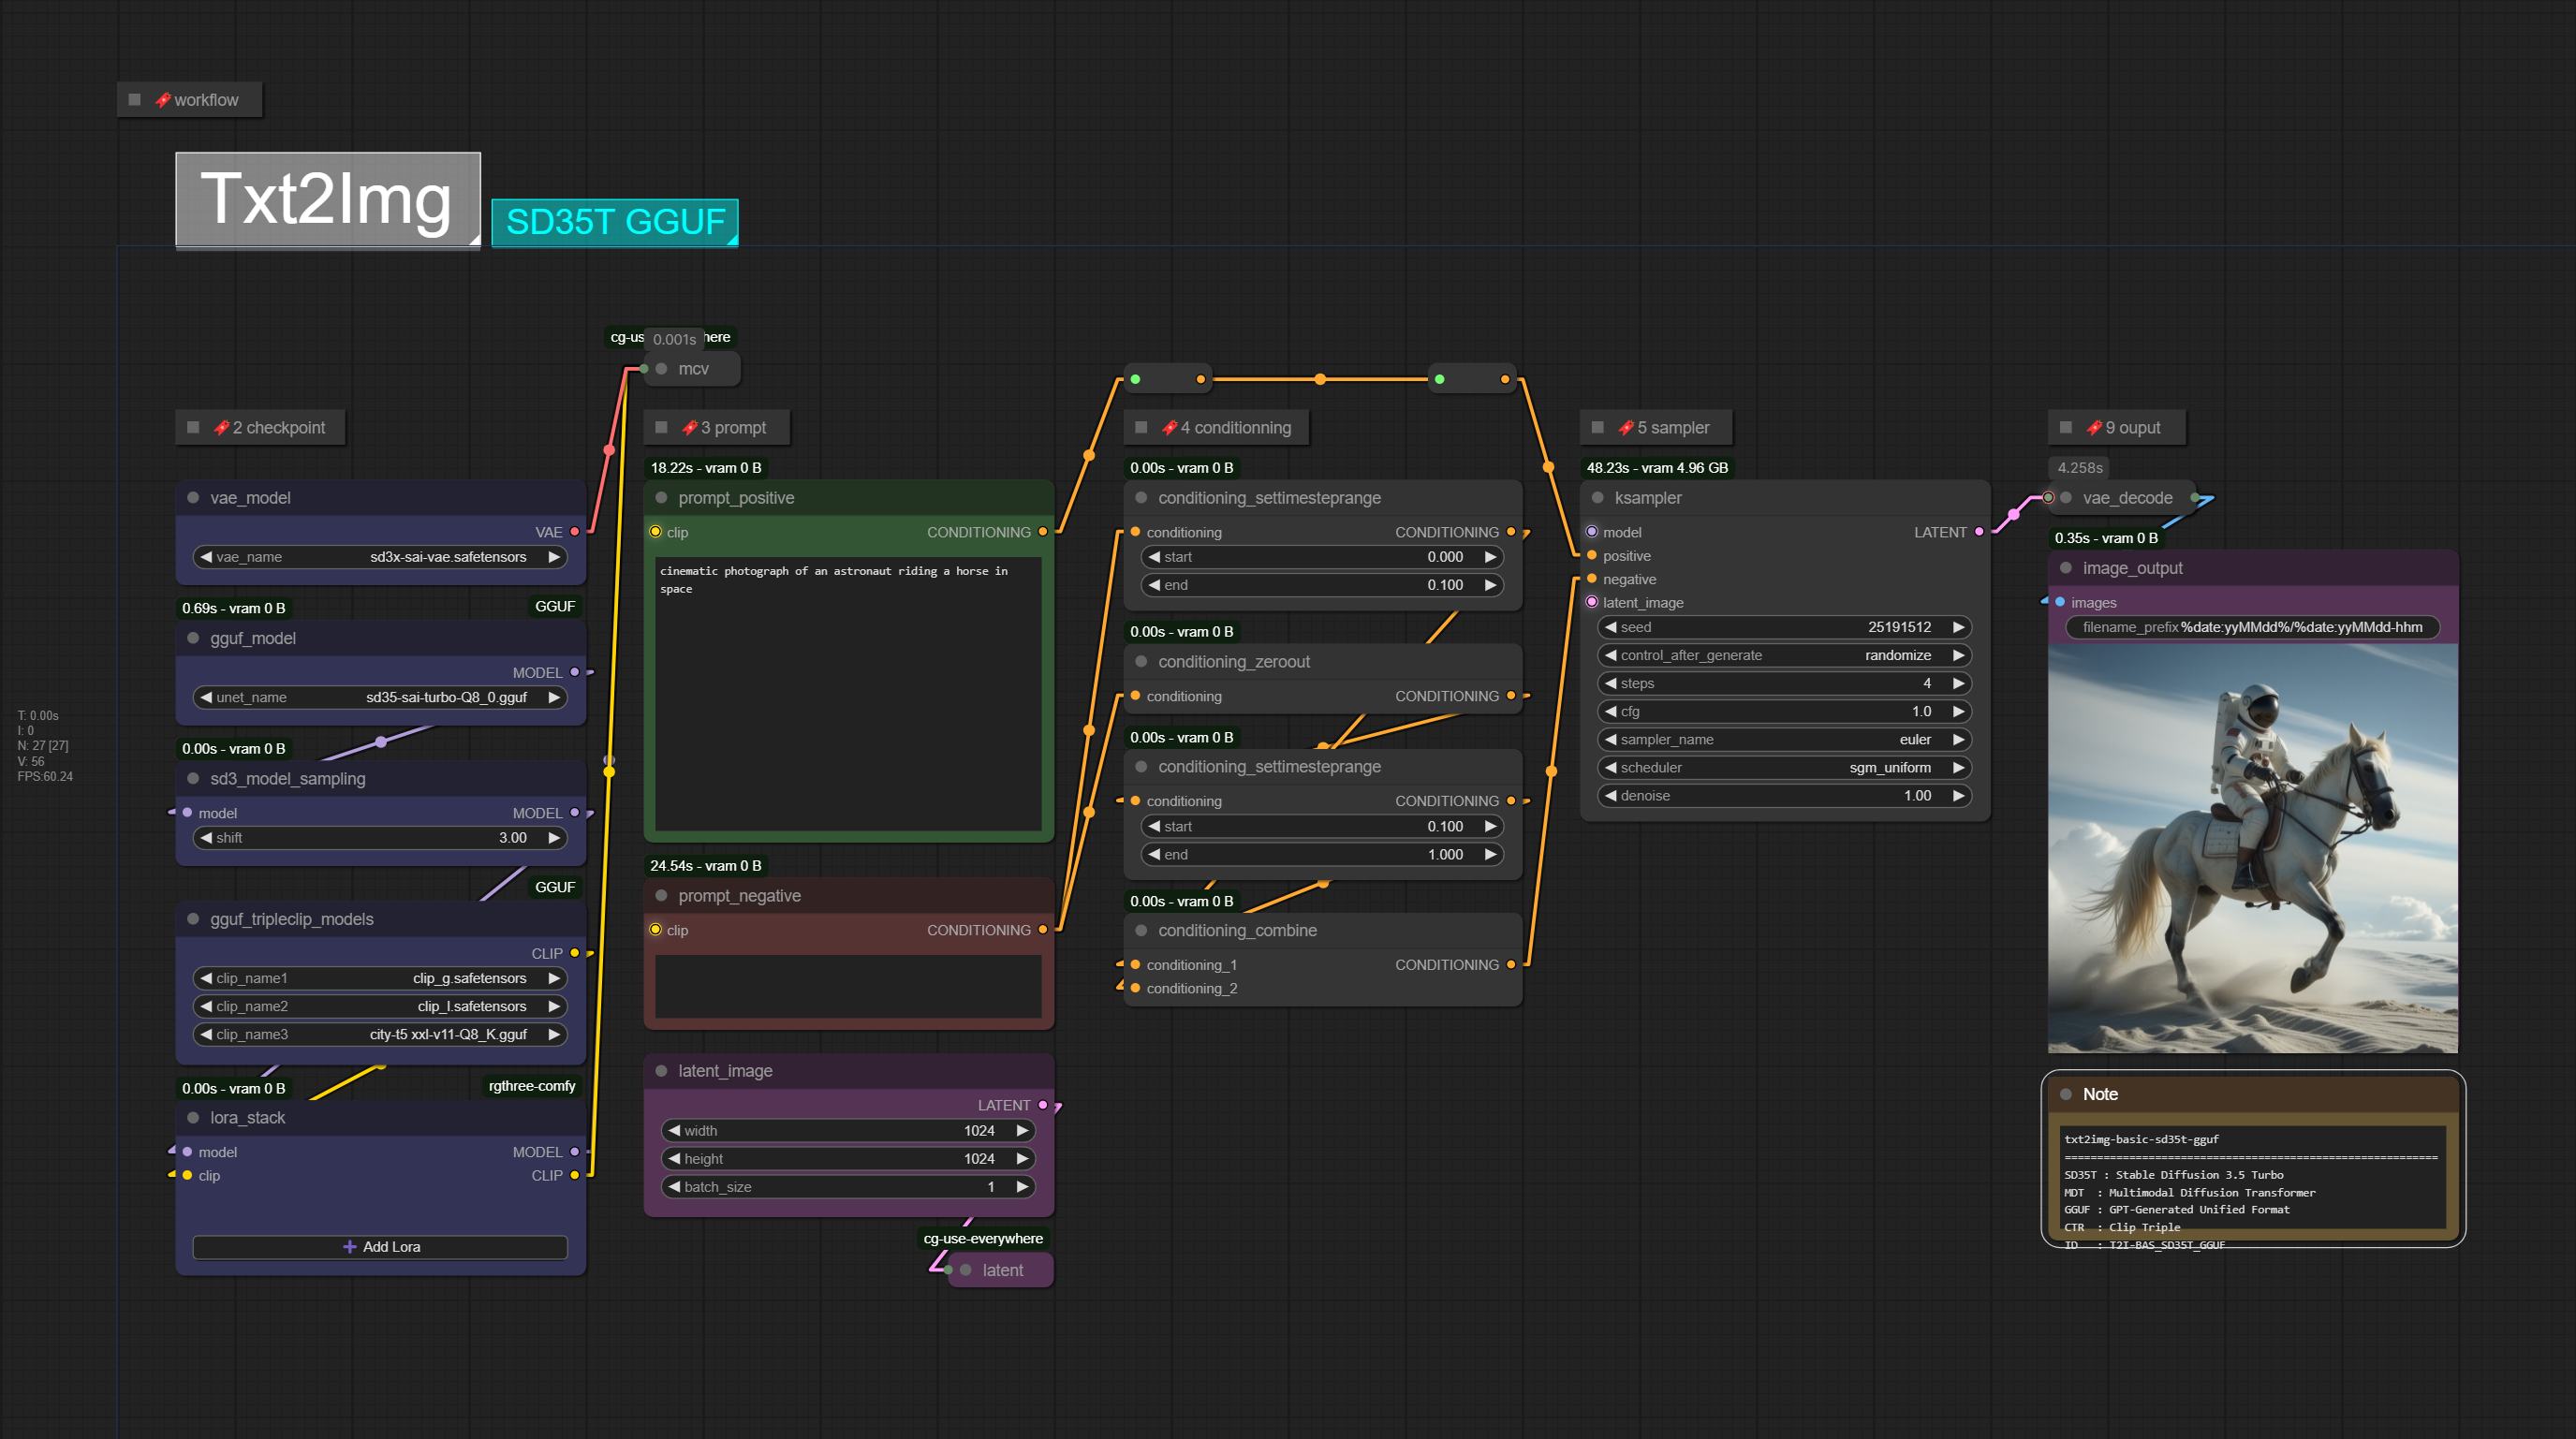 workflow
Txt2Img
SD35T GGUF
0.001s
mcv
2 checkpoint
vae_model
VAE
vae_name sd3x-sai-vae.safetensors
0.69s - vram 0 B
GGUF
gguf_model
MODEL
unet_name sd35-sai-turbo-Q8_0.gguf
0.00s - vram 0 B
sd3_model_sampling
model MODEL
shift 3.00
GGUF
gguf_tripleclip_models
CLIP
clip_name1 clip_g.safetensors
clip_name2 clip_l.safetensors
clip_name3 city-t5 xxl-v11-Q8_K.gguf
0.00s - vram 0 B
rgthree-comfy
lora_stack
model MODEL
clip CLIP
Add Lora
T: 0.00s
I: 0
N: 27 [27]
V: 56
FPS:60.24
3 prompt
18.22s - vram 0 B
prompt_positive
clip CONDITIONING
cinematic photograph of an astronaut riding a horse in
space
24.54s - vram 0 B
prompt_negative
clip CONDITIONING
latent_image
LATENT
width 1024
height 1024
batch_size 1
cg-use-everywhere
latent
4 conditionning
0.00s - vram 0 B
conditioning_settimesteprange
conditioning CONDITIONING
start 0.000
end 0.100
0.00s - vram 0 B
conditioning_zeroout
conditioning CONDITIONING
0.00s - vram 0 B
conditioning_settimesteprange
conditioning CONDITIONING
start 0.100
end 1.000
0.00s - vram 0 B
conditioning_combine
conditioning_1 CONDITIONING
conditioning_2
5 sampler
48.23s - vram 4.96 GB
ksampler
model LATENT
positive
negative
latent_image
seed 25191512
control_after_generate randomize
steps 4
cfg 1.0
sampler_name euler
scheduler sgm_uniform
denoise 1.00
9 ouput
4.258s
vae_decode
0.35s - vram 0 B
image_output
images
filename_prefix %date:yyMMdd%/%date:yyMMdd-hhm
Note
txt2img-basic-sd35t-gguf
==========================================================
SD35T : Stable Diffusion 3.5 Turbo
MDT : Multimodal Diffusion Transformer
GGUF : GPT-Generated Unified Format
CTR : Clip Triple
ID : T2I-BAS_SD35T_GGUF